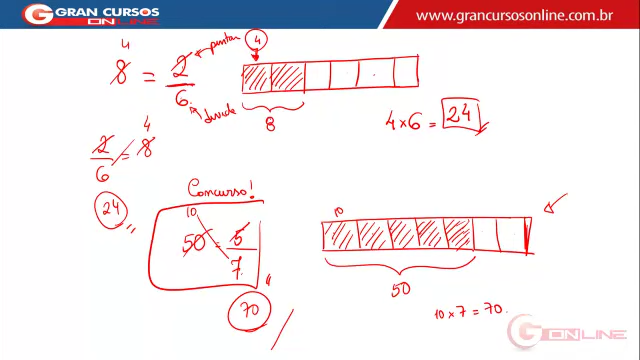 GRAN CURSOS
ONLINE
www.grancursosonline.com.br
4
8 = 2/6
pintar
divide
4
8
4 × 6 = 24
2/6 = 8
4
24
Concurso!
10
50 = 5/7
70
10
50
10 × 7 = 70
G ONLINE